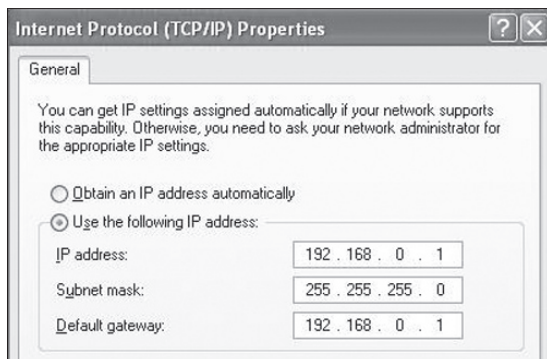 Internet Protocol (TCP/IP) Properties
General
You can get IP settings assigned automatically if your network supports
this capability. Otherwise, you need to ask your network administrator for
the appropriate IP settings.
Obtain an IP address automatically
Use the following IP address:
IP address: 192 . 168 . 0 . 1
Subnet mask: 255 . 255 . 255 . 0
Default gateway: 192 . 168 . 0 . 1